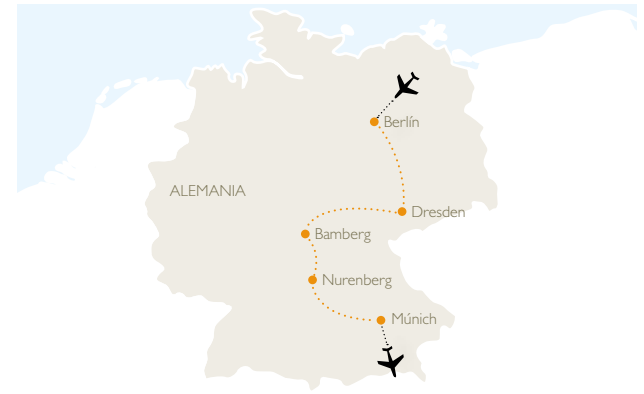 Berlín
ALEMANIA
Dresden
Bamberg
Nurenberg
Múnich